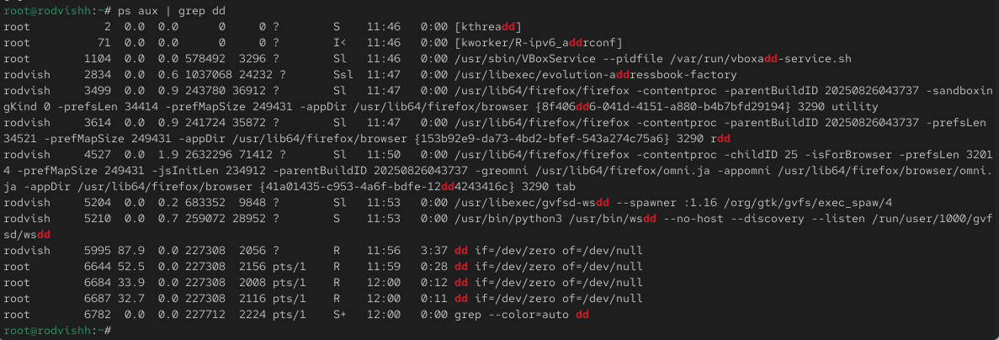 root@rodvishh:~# ps aux | grep dd
root           2  0.0  0.0      0     0 ?        S    11:46   0:00 [kthreadd]
root          71  0.0  0.0      0     0 ?        I<   11:46   0:00 [kworker/R-ipv6_addrconf]
root        1104  0.0  0.0 578492  3296 ?        Sl   11:46   0:00 /usr/sbin/VBoxService --pidfile /var/run/vboxadd-service.sh
rodvish     2834  0.0  0.6 1037068 24232 ?       Ssl  11:47   0:00 /usr/libexec/evolution-addressbook-factory
rodvish     3499  0.0  0.9 243780 36912 ?        Sl   11:47   0:00 /usr/lib64/firefox/firefox -contentproc -parentBuildID 20250826043737 -sandboxin
gKind 0 -prefsLen 34414 -prefMapSize 249431 -appDir /usr/lib64/firefox/browser {8f406dd6-041d-4151-a880-b4b7bfd29194} 3290 utility
rodvish     3614  0.0  0.9 241724 35872 ?        Sl   11:47   0:00 /usr/lib64/firefox/firefox -contentproc -parentBuildID 20250826043737 -prefsLen
34521 -prefMapSize 249431 -appDir /usr/lib64/firefox/browser {153b92e9-da73-4bd2-bfef-543a274c75a6} 3290 rdd
rodvish     4527  0.0  1.9 2632296 71412 ?       Sl   11:50   0:00 /usr/lib64/firefox/firefox -contentproc -childID 25 -isForBrowser -prefsLen 3201
4 -prefMapSize 249431 -jsInitLen 234912 -parentBuildID 20250826043737 -greomni /usr/lib64/firefox/omni.ja -appomni /usr/lib64/firefox/browser/omni.
ja -appDir /usr/lib64/firefox/browser {41a01435-c953-4a6f-bdfe-12dd4243416c} 3290 tab
rodvish     5204  0.0  0.2 683352  9848 ?        Sl   11:53   0:00 /usr/libexec/gvfsd-wsdd --spawner :1.16 /org/gtk/gvfs/exec_spaw/4
rodvish     5210  0.0  0.7 259072 28952 ?        S    11:53   0:00 /usr/bin/python3 /usr/bin/wsdd --no-host --discovery --listen /run/user/1000/gvf
sd/wsdd
rodvish     5995 87.9  0.0 227308  2056 ?        R    11:56   3:37 dd if=/dev/zero of=/dev/null
root        6644 52.5  0.0 227308  2156 pts/1    R    11:59   0:28 dd if=/dev/zero of=/dev/null
root        6684 33.9  0.0 227308  2008 pts/1    R    12:00   0:12 dd if=/dev/zero of=/dev/null
root        6687 32.7  0.0 227308  2116 pts/1    R    12:00   0:11 dd if=/dev/zero of=/dev/null
root        6782  0.0  0.0 227712  2224 pts/1    S+   12:00   0:00 grep --color=auto dd
root@rodvishh:~#